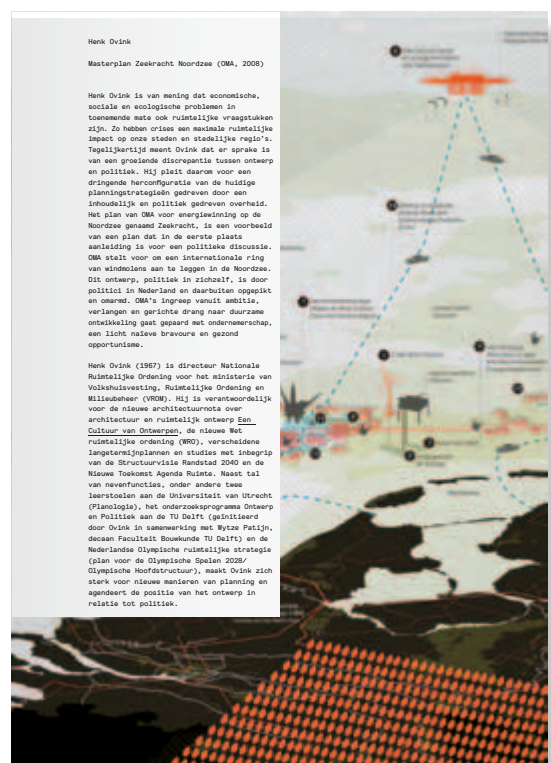 Henk Ovink
Masterplan Zeekracht Noordzee (OMA, 2008)
Henk Ovink is van mening dat economische,
sociale en ecologische problemen in
toenemende mate ook ruimtelijke vraagstukken
zijn. Zo hebben crises een maximale ruimtelijke
impact op onze steden en stedelijke regio's.
Tegelijkertijd meent Ovink dat er sprake is
van een groeiende discrepantie tussen ontwerp
en politiek. Hij pleit daarom voor een
dringende herconfiguratie van de huidige
planningstrategieën gedreven door een
inhoudelijk en politiek gedreven overheid.
Het plan van OMA voor energiewinning op de
Noordzee genaamd Zeekracht, is een voorbeeld
van een plan dat in de eerste plaats
aanleiding is voor een politieke discussie.
OMA stelt voor om een internationale ring
van windmolens aan te leggen in de Noordzee.
Dit ontwerp, politiek in zichzelf, is door
politici in Nederland en daarbuiten opgepikt
en omarmd. OMA's ingreep vanuit ambitie,
verlangen en gerichte drang naar duurzame
ontwikkeling gaat gepaard met ondernemerschap,
een licht naïeve bravoure en gezond
opportunisme.
Henk Ovink (1967) is directeur Nationale
Ruimtelijke Ordening voor het ministerie van
Volkshuisvesting, Ruimtelijke Ordening en
Milieubeheer (VROM). Hij is verantwoordelijk
voor de nieuwe architectuurnota over
architectuur en ruimtelijk ontwerp Een
Cultuur van Ontwerpen, de nieuwe Wet
ruimtelijke ordening (WRO), verscheidene
langetermijnplannen en studies met inbegrip
van de Structuurvisie Randstad 2040 en de
Nieuwe Toekomst Agenda Ruimte. Naast tal
van nevenfuncties, onder andere twee
leerstoelen aan de Universiteit van Utrecht
(Planologie), het onderzoeksprogramma Ontwerp
en Politiek aan de TU Delft (geïnitieerd
door Ovink in samenwerking met Wytze Patijn,
decaan Faculteit Bouwkunde TU Delft) en de
Nederlandse Olympische ruimtelijke strategie
(plan voor de Olympische Spelen 2028/
Olympische Hoofdstructuur), maakt Ovink zich
sterk voor nieuwe manieren van planning en
agendeert de positie van het ontwerp in
relatie tot politiek.